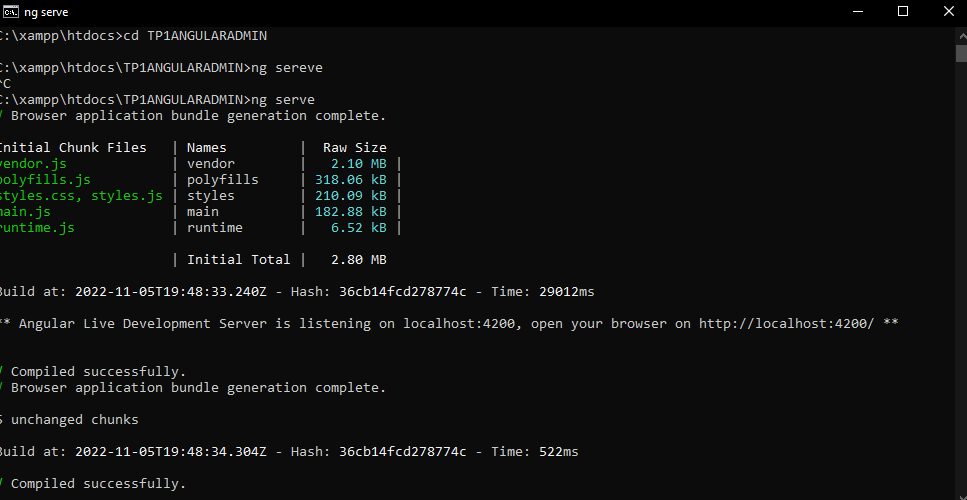 ng serve
C:\xampp\htdocs>cd TP1ANGULARADMIN
C:\xampp\htdocs\TP1ANGULARADMIN>ng sereve
^C
C:\xampp\htdocs\TP1ANGULARADMIN>ng serve
√ Browser application bundle generation complete.
Initial Chunk Files | Names | Raw Size
vendor.js | vendor | 2.10 MB |
polyfills.js | polyfills | 318.06 kB |
styles.css, styles.js | styles | 210.09 kB |
main.js | main | 182.88 kB |
runtime.js | runtime | 6.52 kB |
| Initial Total | 2.80 MB
Build at: 2022-11-05T19:48:33.240Z - Hash: 36cb14fcd278774c - Time: 29012ms
** Angular Live Development Server is listening on localhost:4200, open your browser on http://localhost:4200/ **
√ Compiled successfully.
√ Browser application bundle generation complete.
5 unchanged chunks
Build at: 2022-11-05T19:48:34.304Z - Hash: 36cb14fcd278774c - Time: 522ms
√ Compiled successfully.